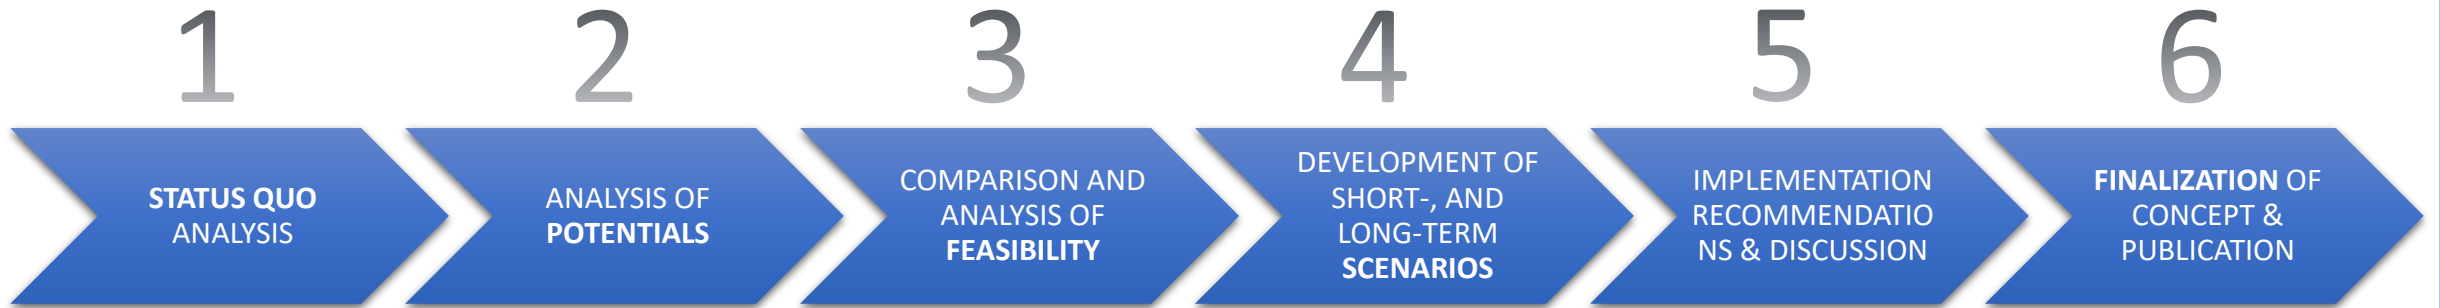 1
2
3
4
5
6
STATUS QUO
ANALYSIS
ANALYSIS OF
POTENTIALS
COMPARISON AND
ANALYSIS OF
FEASIBILITY
DEVELOPMENT OF
SHORT-, AND
LONG-TERM
SCENARIOS
IMPLEMENTATION
RECOMMENDATIO
NS & DISCUSSION
FINALIZATION OF
CONCEPT &
PUBLICATION